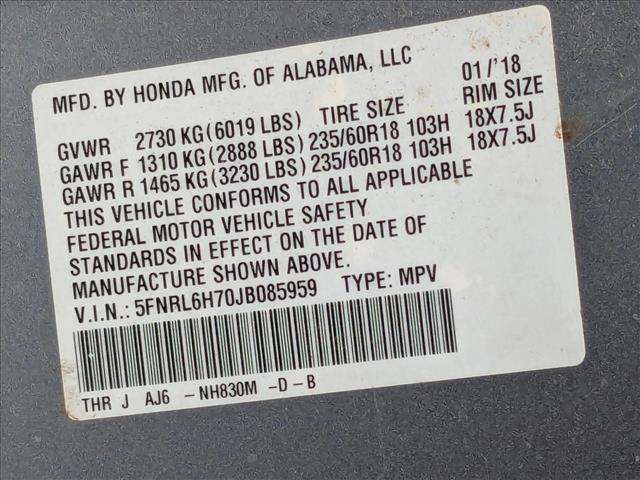 MFD. BY HONDA MFG. OF ALABAMA, LLC 01/'18
GVWR 2730 KG(6019 LBS) TIRE SIZE RIM SIZE
GAWR F 1310 KG(2888 LBS)235/60R18 103H 18X7.5J
GAWR R 1465 KG(3230 LBS)235/60R18 103H 18X7.5J
THIS VEHICLE CONFORMS TO ALL APPLICABLE
FEDERAL MOTOR VEHICLE SAFETY
STANDARDS IN EFFECT ON THE DATE OF
MANUFACTURE SHOWN ABOVE.
V.I.N.: 5FNRL6H70JB085959 TYPE: MPV
THR J AJ6 -NH830M -D-B